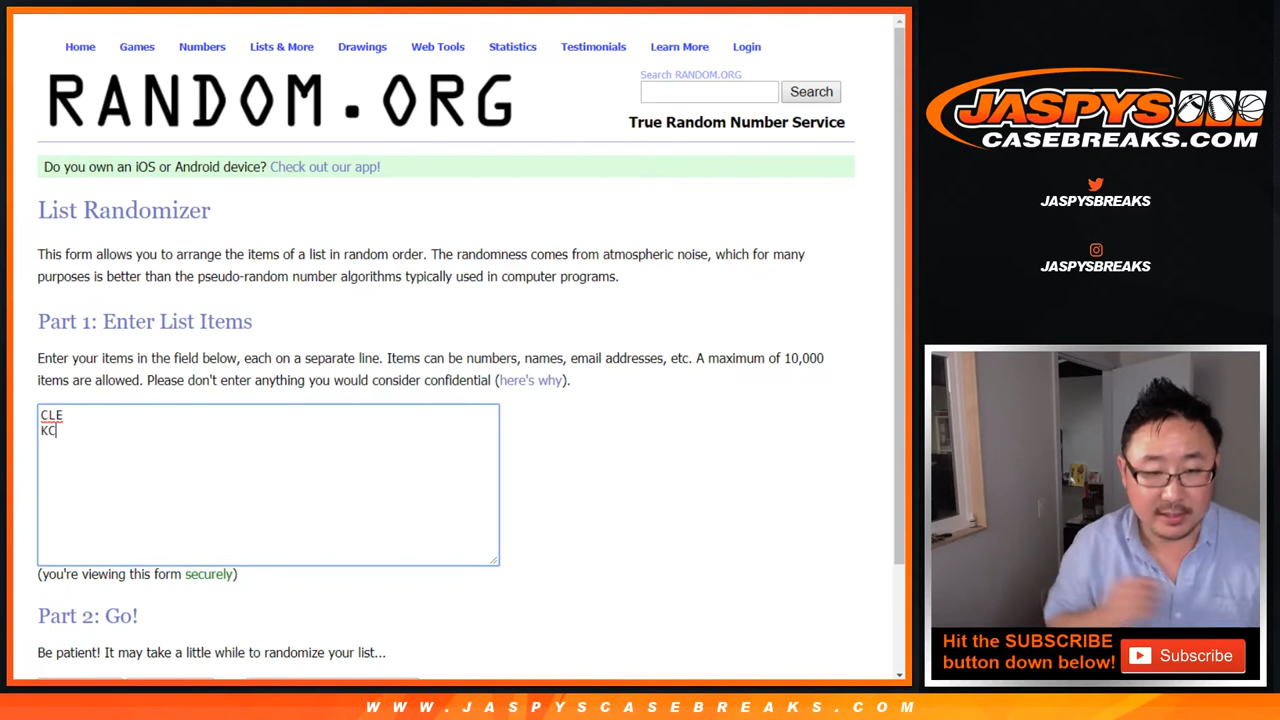 Home Games Numbers Lists & More Drawings Web Tools Statistics Testimonials Learn More Login
RANDOM.ORG
Search RANDOM.ORG
Search
True Random Number Service
Do you own an iOS or Android device? Check out our app!
List Randomizer
This form allows you to arrange the items of a list in random order. The randomness comes from atmospheric noise, which for many
purposes is better than the pseudo-random number algorithms typically used in computer programs.
Part 1: Enter List Items
Enter your items in the field below, each on a separate line. Items can be numbers, names, email addresses, etc. A maximum of 10,000
items are allowed. Please don't enter anything you would consider confidential (here's why).
CLE
KC
(you're viewing this form securely)
Part 2: Go!
Be patient! It may take a little while to randomize your list...
JASPYS
CASEBREAKS.COM
JASPYSBREAKS
JASPYSBREAKS
Hit the SUBSCRIBE
button down below!
Subscribe
WWW.JASPYSCASEBREAKS.COM